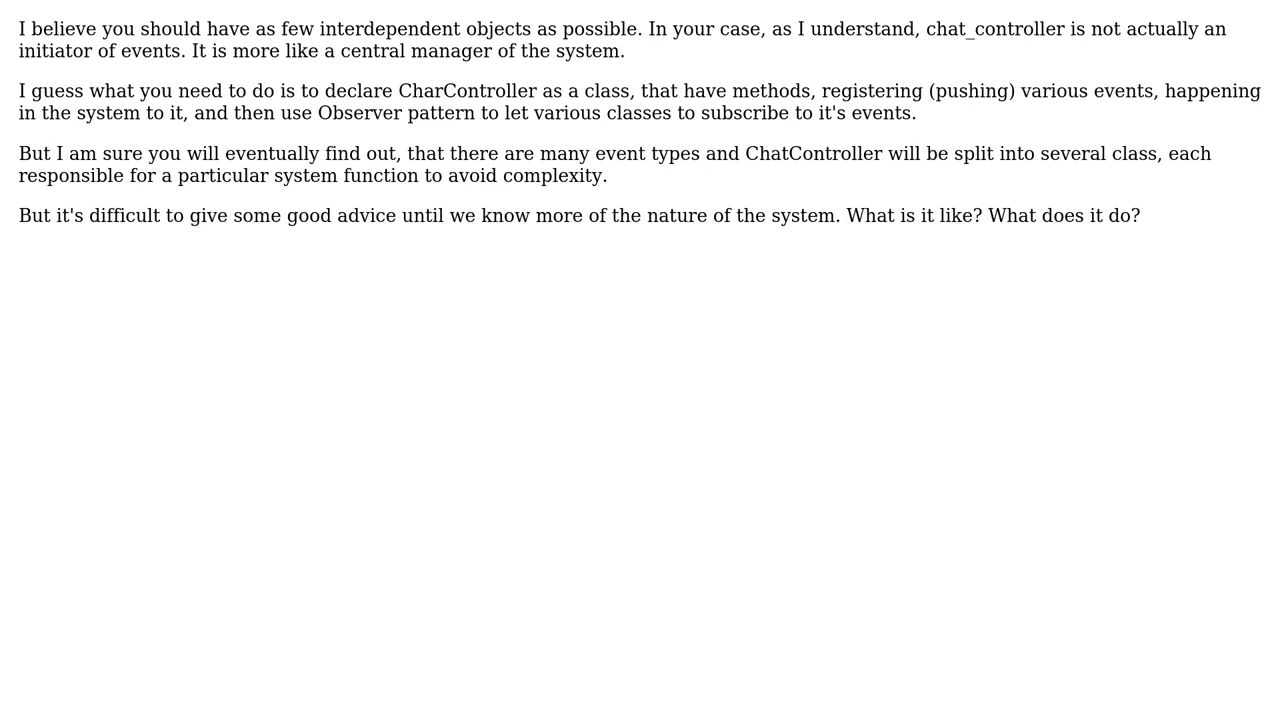 I believe you should have as few interdependent objects as possible. In your case, as I understand, chat_controller is not actually an
initiator of events. It is more like a central manager of the system.
I guess what you need to do is to declare CharController as a class, that have methods, registering (pushing) various events, happening
in the system to it, and then use Observer pattern to let various classes to subscribe to it's events.
But I am sure you will eventually find out, that there are many event types and ChatController will be split into several class, each
responsible for a particular system function to avoid complexity.
But it's difficult to give some good advice until we know more of the nature of the system. What is it like? What does it do?